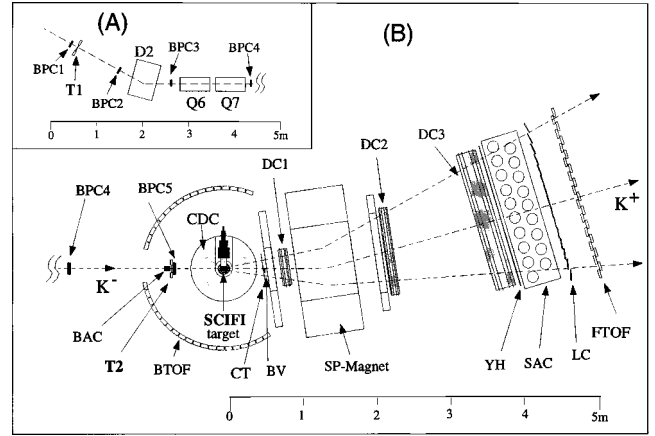 (A)
BPC1
T1
BPC2
D2
BPC3
BPC4
Q6
Q7
0 1 2 3 4 5m
(B)
BPC4
BPC5
CDC
DC1
DC2
DC3
K+
K-
BAC
T2
BTOF
SCIFI
target
CT
BV
SP-Magnet
YH
SAC
LC
FTOF
0 1 2 3 4 5m